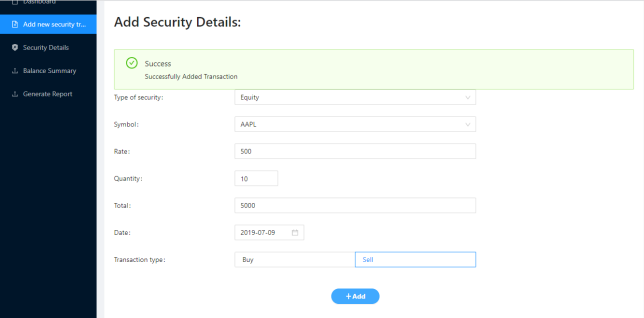 Dashboard
Add new security tr...
Security Details
Balance Summary
Generate Report
Add Security Details:
Success
Successfully Added Transaction
Type of security:
Equity
Symbol:
AAPL
Rate:
500
Quantity:
10
Total:
5000
Date:
2019-07-09
Transaction type:
Buy
Sell
+ Add